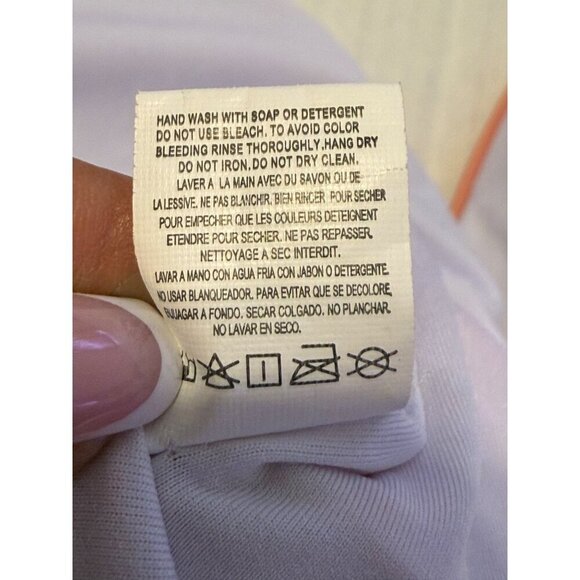 HAND WASH WITH SOAP OR DETERGENT
DO NOT USE BLEACH. TO AVOID COLOR
BLEEDING RINSE THOROUGHLY. HANG DRY
DO NOT IRON. DO NOT DRY CLEAN.
LAVER A LA MAIN AVEC DU SAVON OU DE
LA LESSIVE. NE PAS BLANCHIR. BIEN RINCER POUR SECHER
POUR EMPECHER QUE LES COULEURS DETEIGNENT
ETENDRE POUR SECHER. NE PAS REPASSER.
NETTOYAGE A SEC INTERDIT.
LAVAR A MANO CON AGUA FRIA CON JABON O DETERGENTE.
NO USAR BLANQUEADOR. PARA EVITAR QUE SE DECOLORE,
ENJUAGAR A FONDO. SECAR COLGADO. NO PLANCHAR.
NO LAVAR EN SECO.